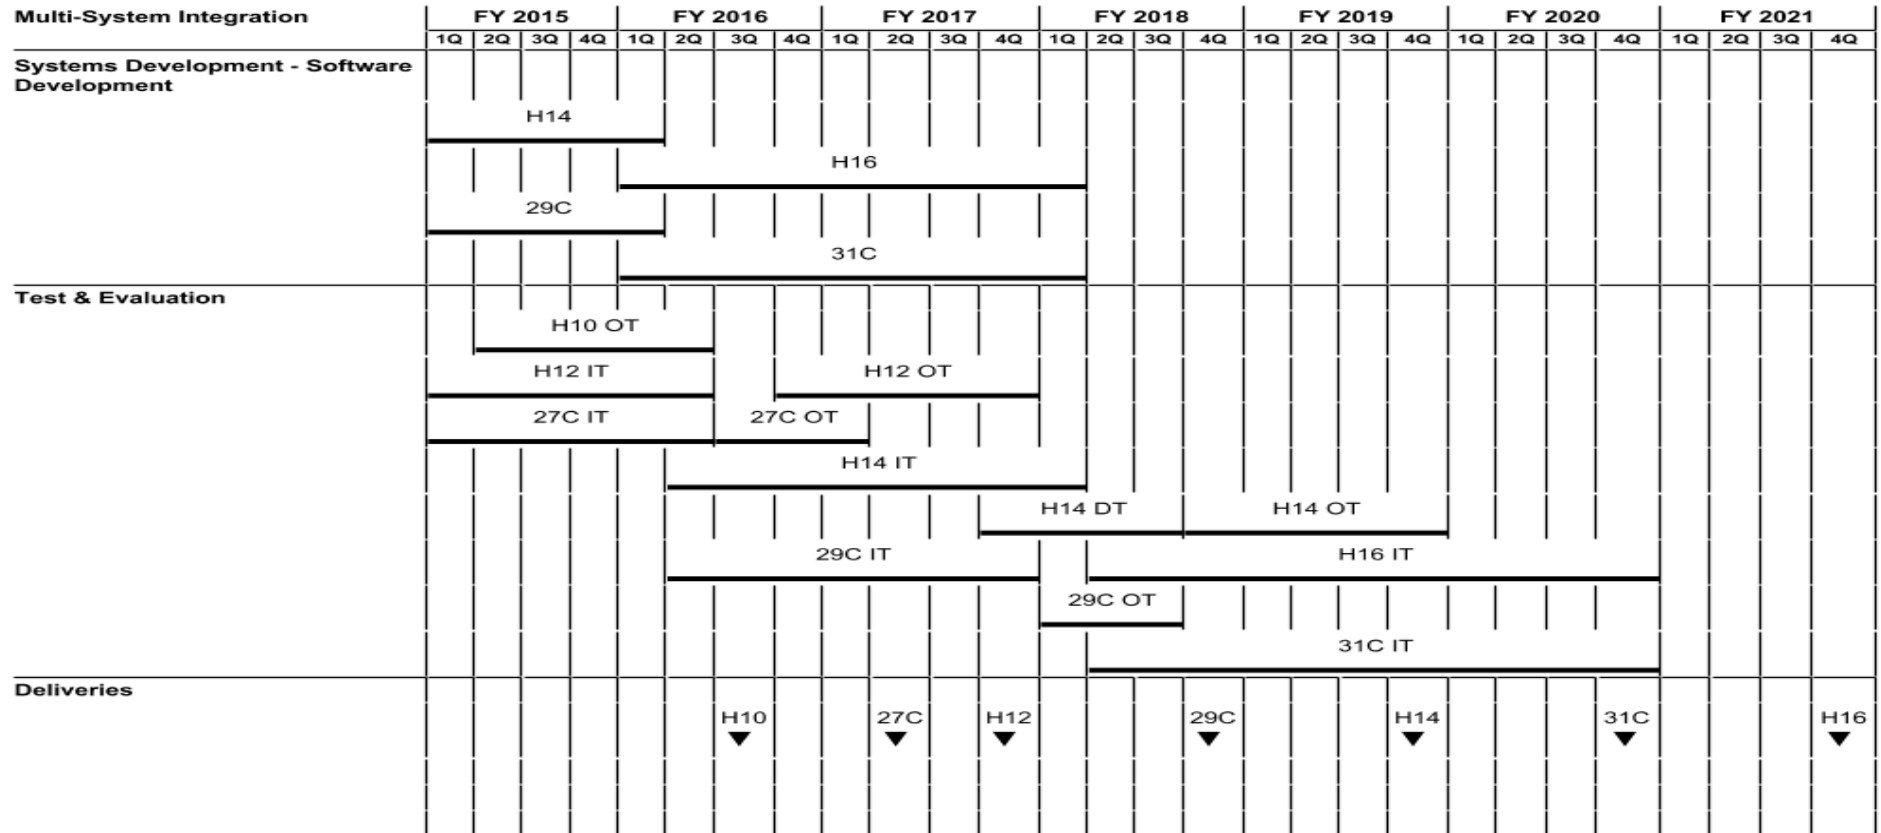 Multi-System Integration FY 2015 FY 2016 FY 2017 FY 2018 FY 2019 FY 2020 FY 2021
1Q 2Q 3Q 4Q 1Q 2Q 3Q 4Q 1Q 2Q 3Q 4Q 1Q 2Q 3Q 4Q 1Q 2Q 3Q 4Q 1Q 2Q 3Q 4Q 1Q 2Q 3Q 4Q
Systems Development - Software
Development
H14
H16
29C
31C
Test & Evaluation
H10 OT
H12 IT H12 OT
27C IT 27C OT
H14 IT
H14 DT H14 OT
29C IT H16 IT
29C OT
31C IT
Deliveries
H10 27C H12 29C H14 31C H16